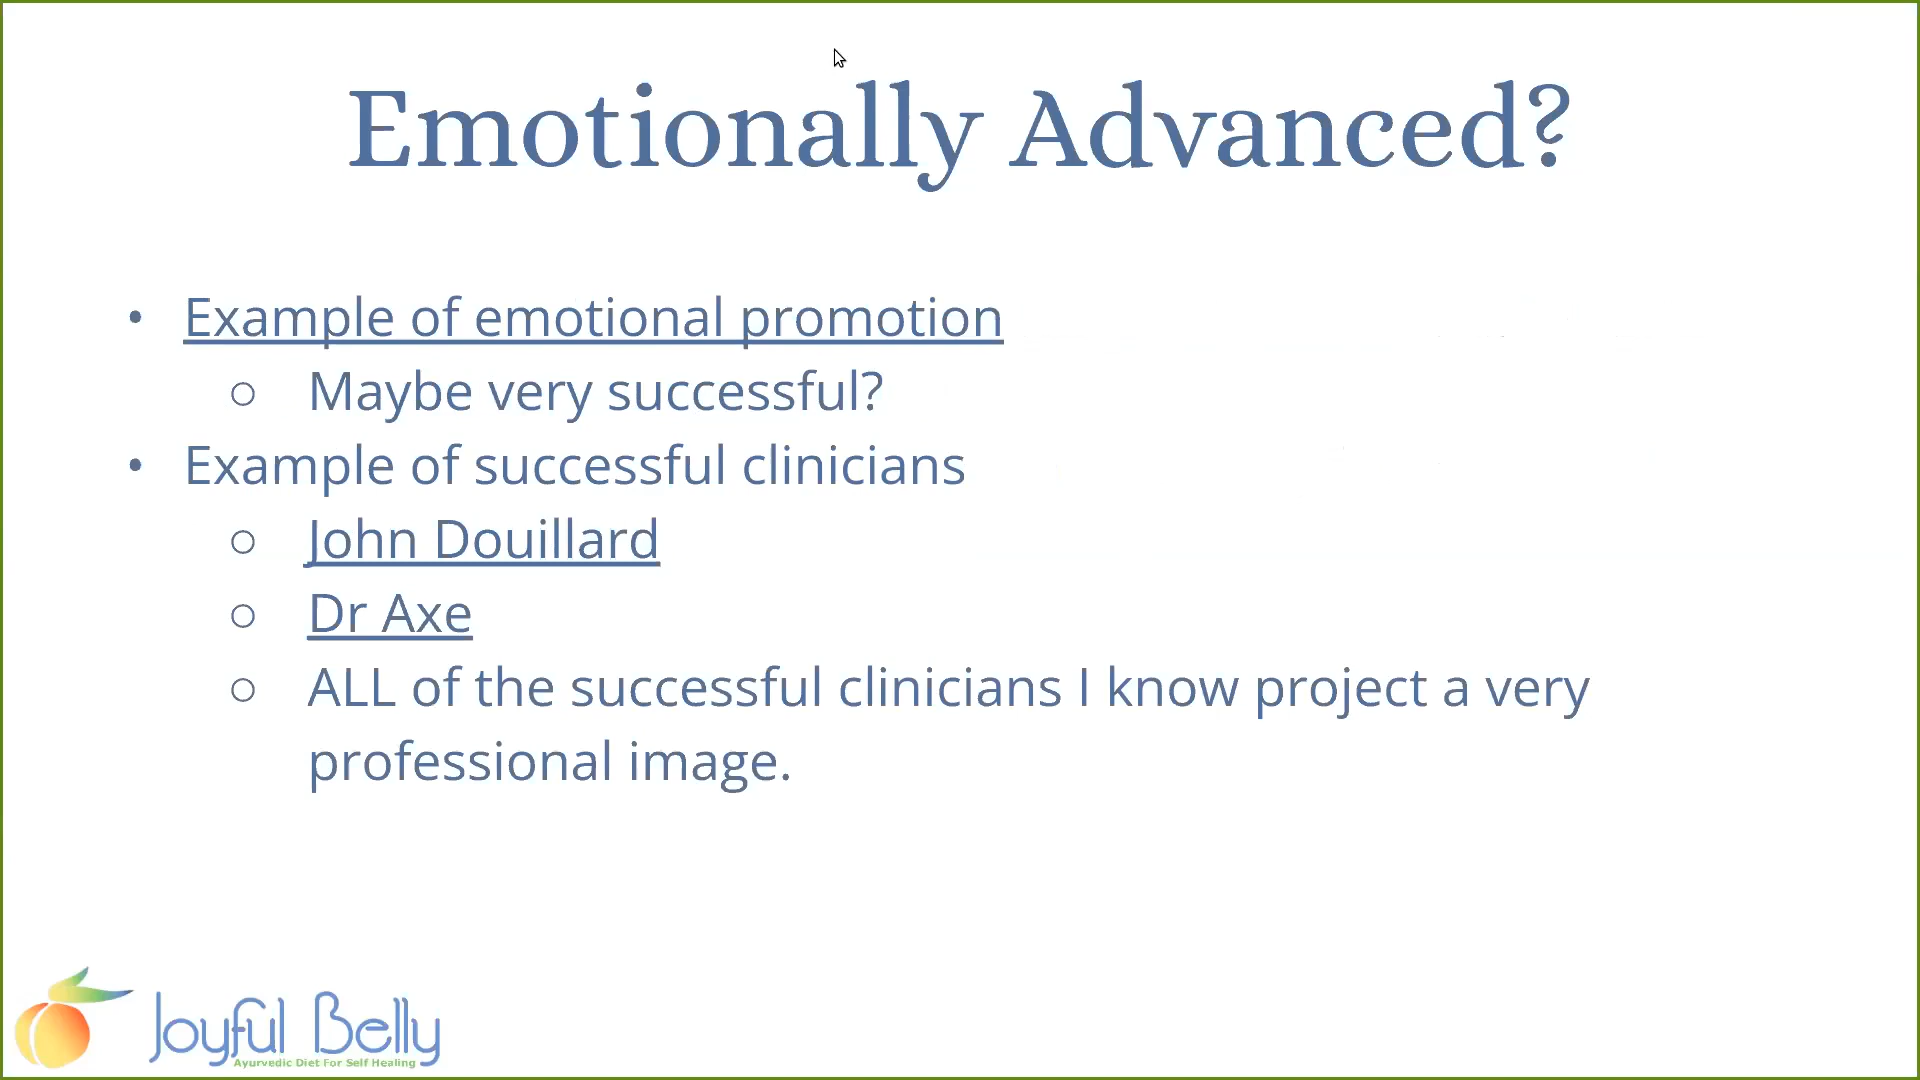 Emotionally Advanced?
• Example of emotional promotion
○ Maybe very successful?
• Example of successful clinicians
○ John Douillard
○ Dr Axe
○ ALL of the successful clinicians I know project a very
professional image.
Joyful Belly
Ayurvedic Diet For Self Healing